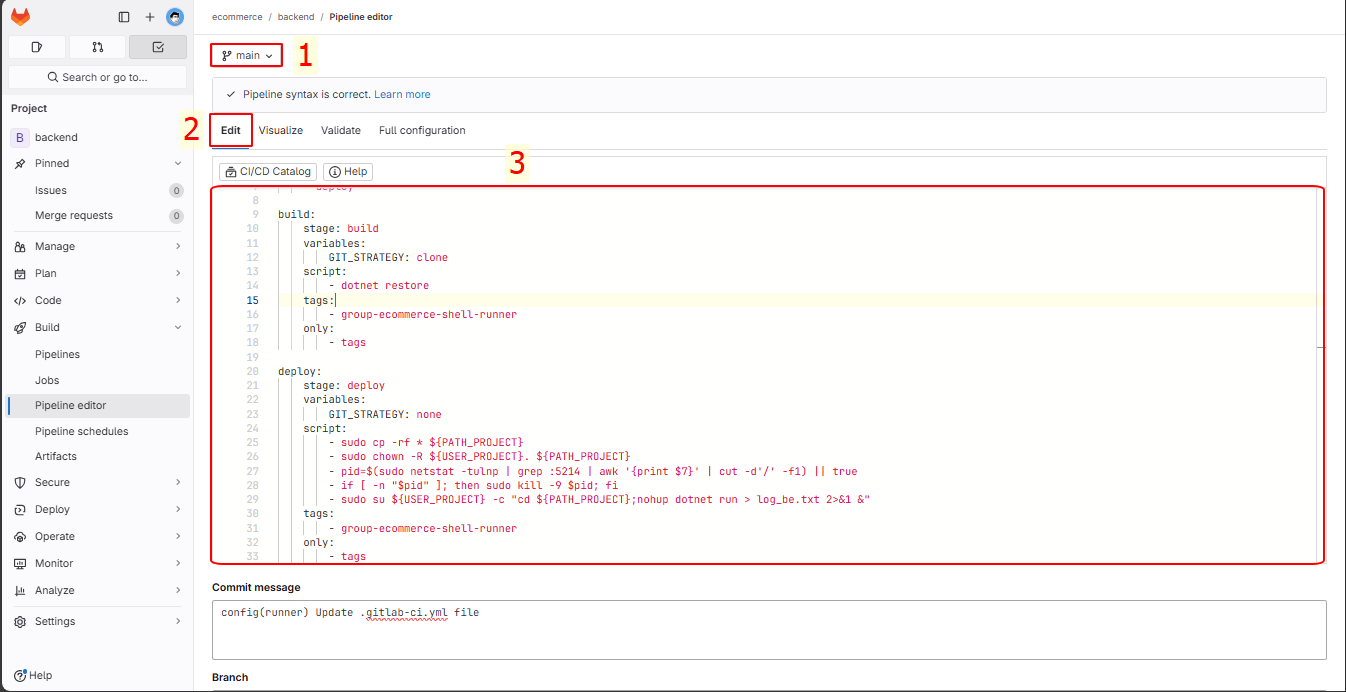 ecommerce / backend / Pipeline editor
Search or go to...
Project
B backend
Pinned
Issues 0
Merge requests 0
Manage
Plan
Code
Build
Pipelines
Jobs
Pipeline editor
Pipeline schedules
Artifacts
Secure
Deploy
Operate
Monitor
Analyze
Settings
Help
main 1
Pipeline syntax is correct. Learn more
2 Edit Visualize Validate Full configuration
3
CI/CD Catalog Help
7 - deploy
8
9 build:
10 stage: build
11 variables:
12 GIT_STRATEGY: clone
13 script:
14 - dotnet restore
15 tags:
16 - group-ecommerce-shell-runner
17 only:
18 - tags
19
20 deploy:
21 stage: deploy
22 variables:
23 GIT_STRATEGY: none
24 script:
25 - sudo cp -rf * ${PATH_PROJECT}
26 - sudo chown -R ${USER_PROJECT}. ${PATH_PROJECT}
27 - pid=$(sudo netstat -tulnp | grep :5214 | awk '{print $7}' | cut -d'/' -f1) || true
28 - if [ -n "$pid" ]; then sudo kill -9 $pid; fi
29 - sudo su ${USER_PROJECT} -c "cd ${PATH_PROJECT};nohup dotnet run > log_be.txt 2>&1 &"
30 tags:
31 - group-ecommerce-shell-runner
32 only:
33 - tags
Commit message
config(runner) Update .gitlab-ci.yml file
Branch